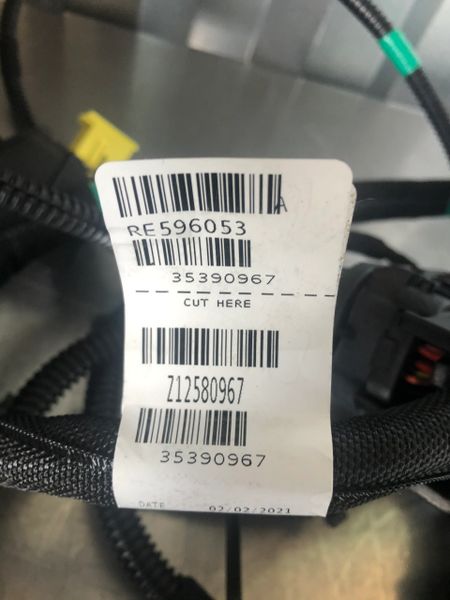 A
RE596053
35390967
CUT HERE
Z12580967
35390967
DATE 02/02/2021